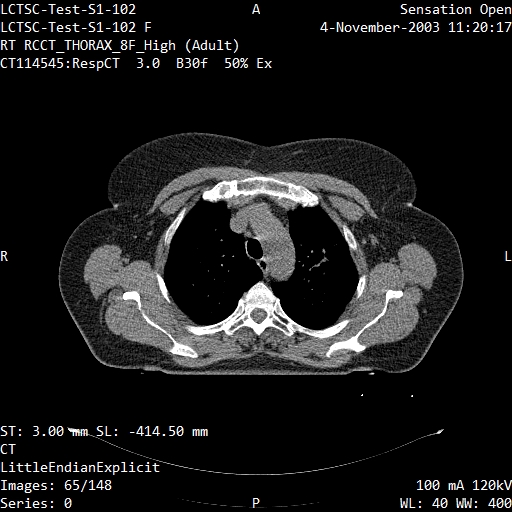 LCTSC-Test-S1-102
A
Sensation Open
LCTSC-Test-S1-102 F
4-November-2003 11:20:17
RT RCCT_THORAX_8F_High (Adult)
CT114545:RespCT 3.0 B30f 50% Ex
R
L
ST: 3.00 mm SL: -414.50 mm
CT
LittleEndianExplicit
Images: 65/148
100 mA 120kV
Series: 0
P
WL: 40 WW: 400